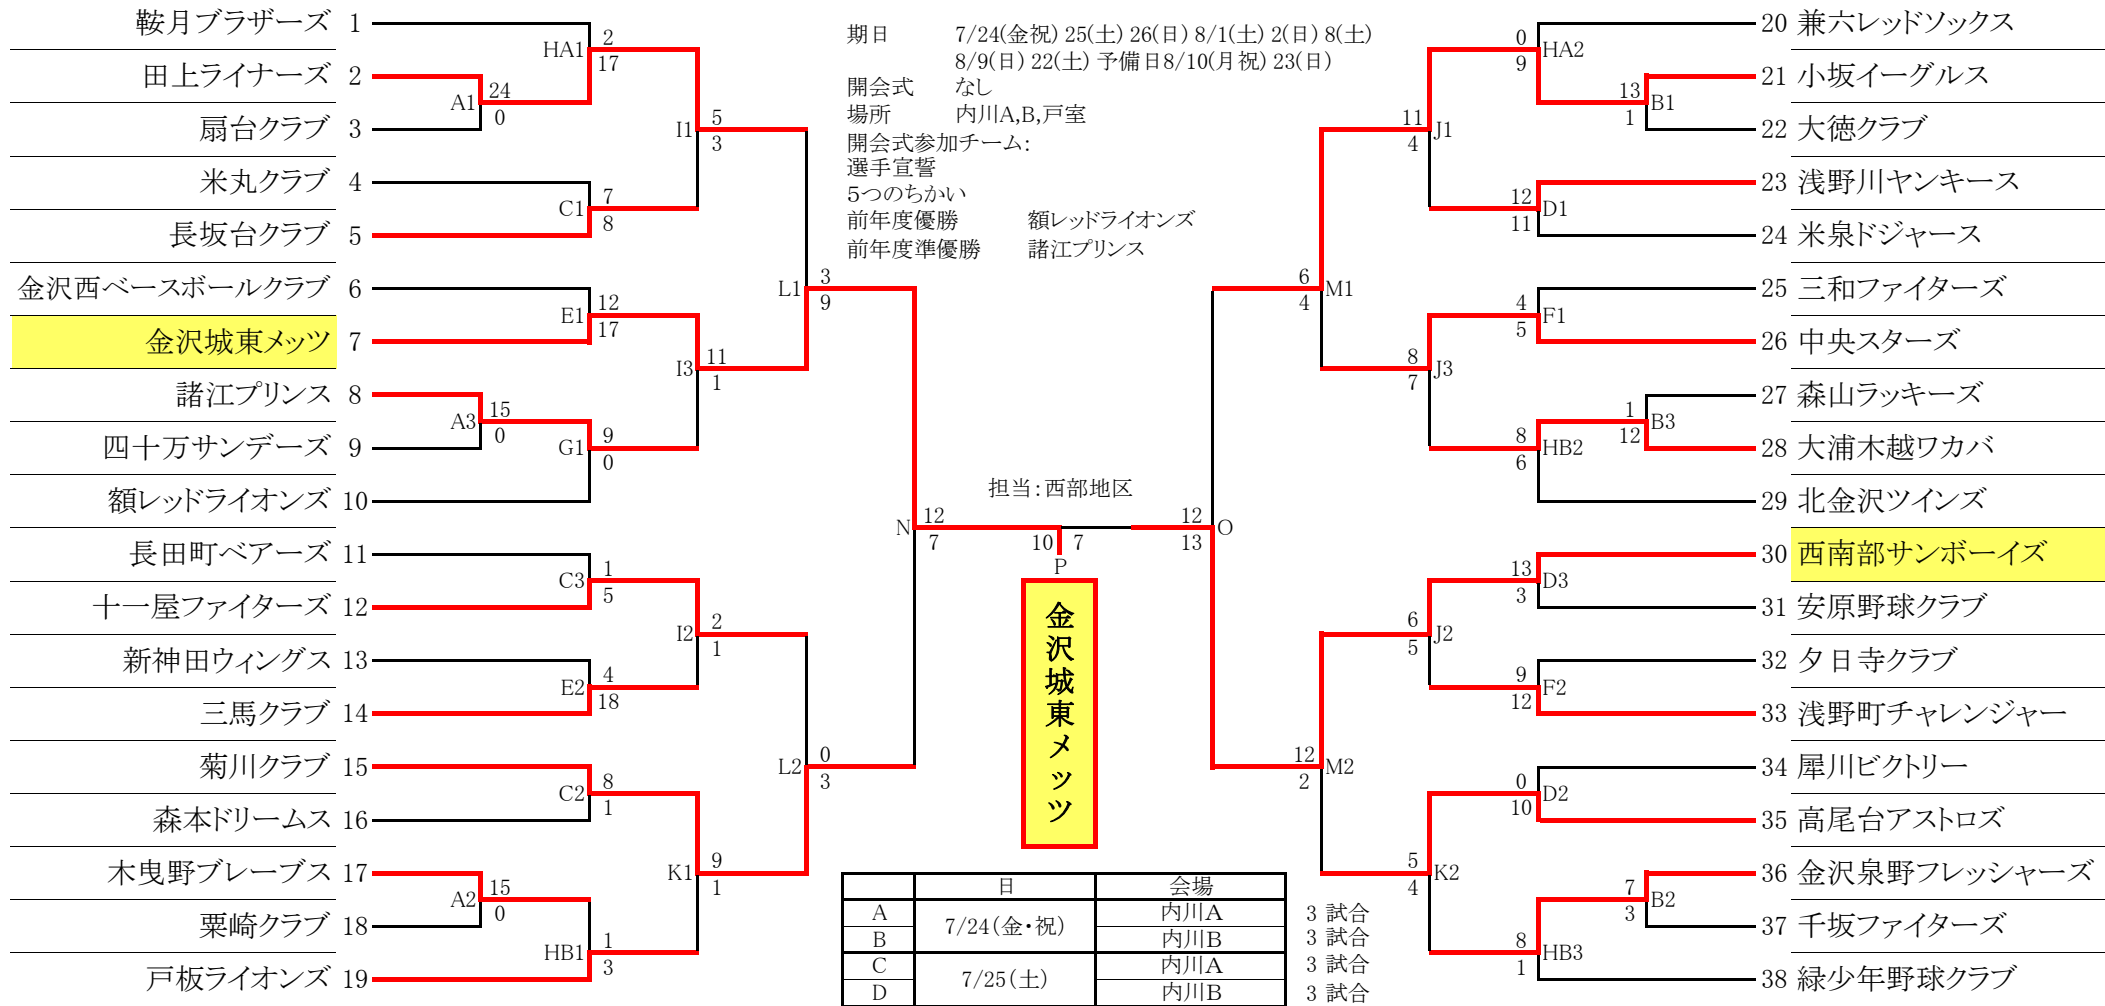 鞍月ブラザーズ 1
田上ライナーズ 2
扇台クラブ 3
米丸クラブ 4
長坂台クラブ 5
金沢西ベースボールクラブ 6
金沢城東メッツ 7
諸江プリンス 8
四十万サンデーズ 9
額レッドライオンズ 10
長田町ベアーズ 11
十一屋ファイターズ 12
新神田ウィングス 13
三馬クラブ 14
菊川クラブ 15
森本ドリームス 16
木曳野ブレーブス 17
粟崎クラブ 18
戸板ライオンズ 19
HA1 2 17
A1 24 0
C1 7 8
I1 5 3
E1 12 17
A3 15 0
G1 9 0
I3 11 1
L1 3 9
C3 1 5
E2 4 18
I2 2 1
C2 8 1
A2 15 0
HB1 1 3
K1 9 1
L2 0 3
N 12 7
期日 7/24(金祝) 25(土) 26(日) 8/1(土) 2(日) 8(土)
8/9(日) 22(土) 予備日8/10(月祝) 23(日)
開会式 なし
場所 内川A,B,戸室
開会式参加チーム:
選手宣誓
5つのちかい
前年度優勝 額レッドライオンズ
前年度準優勝 諸江プリンス
担当:西部地区
10 7
P
金沢城東メッツ
日 会場
A 7/24(金・祝) 内川A 3 試合
B 内川B 3 試合
C 7/25(土) 内川A 3 試合
D 内川B 3 試合
12 13 O
0 9 HA2
13 1 B1
11 4 J1
12 11 D1
6 4 M1
4 5 F1
8 7 J3
1 12 B3
8 6 HB2
13 3 D3
6 5 J2
9 12 F2
12 2 M2
0 10 D2
5 4 K2
7 3 B2
8 1 HB3
20 兼六レッドソックス
21 小坂イーグルス
22 大徳クラブ
23 浅野川ヤンキース
24 米泉ドジャース
25 三和ファイターズ
26 中央スターズ
27 森山ラッキーズ
28 大浦木越ワカバ
29 北金沢ツインズ
30 西南部サンボーイズ
31 安原野球クラブ
32 夕日寺クラブ
33 浅野町チャレンジャー
34 犀川ビクトリー
35 高尾台アストロズ
36 金沢泉野フレッシャーズ
37 千坂ファイターズ
38 緑少年野球クラブ